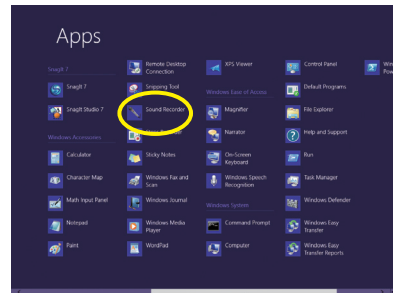 Apps
SnagIt 7
SnagIt 7
SnagIt Studio 7
Windows Accessories
Calculator
Character Map
Math Input Panel
Notepad
Paint
Remote Desktop
Connection
Snipping Tool
Sound Recorder
Sticky Notes
Windows Fax and
Scan
Windows Journal
Windows Media
Player
WordPad
XPS Viewer
Windows Ease of Access
Magnifier
Narrator
On-Screen
Keyboard
Windows Speech
Recognition
Windows System
Command Prompt
Computer
Control Panel
Default Programs
File Explorer
Help and Support
Run
Task Manager
Windows Defender
Windows Easy
Transfer
Windows Easy
Transfer Reports